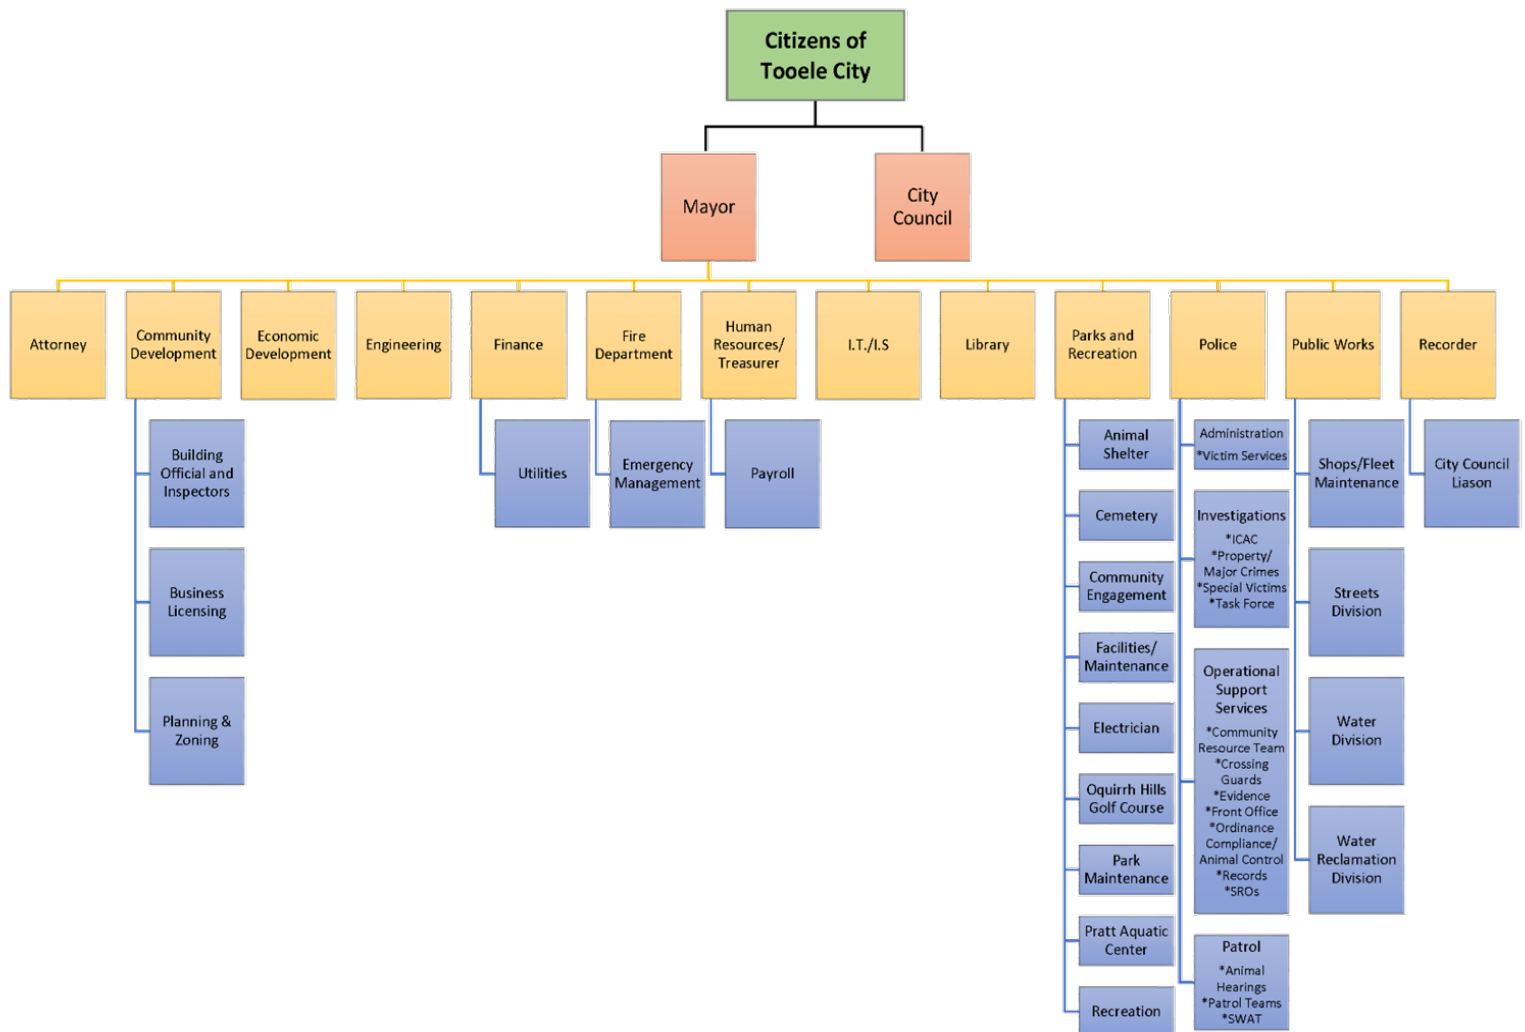 Citizens of
Tooele City
Mayor
City
Council
Attorney
Community
Development
Economic
Development
Engineering
Finance
Fire
Department
Human
Resources/
Treasurer
I.T./I.S
Library
Parks and
Recreation
Police
Public Works
Recorder
Building
Official and
Inspectors
Business
Licensing
Planning &
Zoning
Utilities
Emergency
Management
Payroll
Animal
Shelter
Cemetery
Community
Engagement
Facilities/
Maintenance
Electrician
Oquirrh Hills
Golf Course
Park
Maintenance
Pratt Aquatic
Center
Recreation
Administration
*Victim Services
Investigations
*ICAC
*Property/
Major Crimes
*Special Victims
*Task Force
Operational
Support
Services
*Community
Resource Team
*Crossing
Guards
*Evidence
*Front Office
*Ordinance
Compliance/
Animal Control
*Records
*SROs
Patrol
*Animal
Hearings
*Patrol Teams
*SWAT
Shops/Fleet
Maintenance
Streets
Division
Water
Division
Water
Reclamation
Division
City Council
Liason